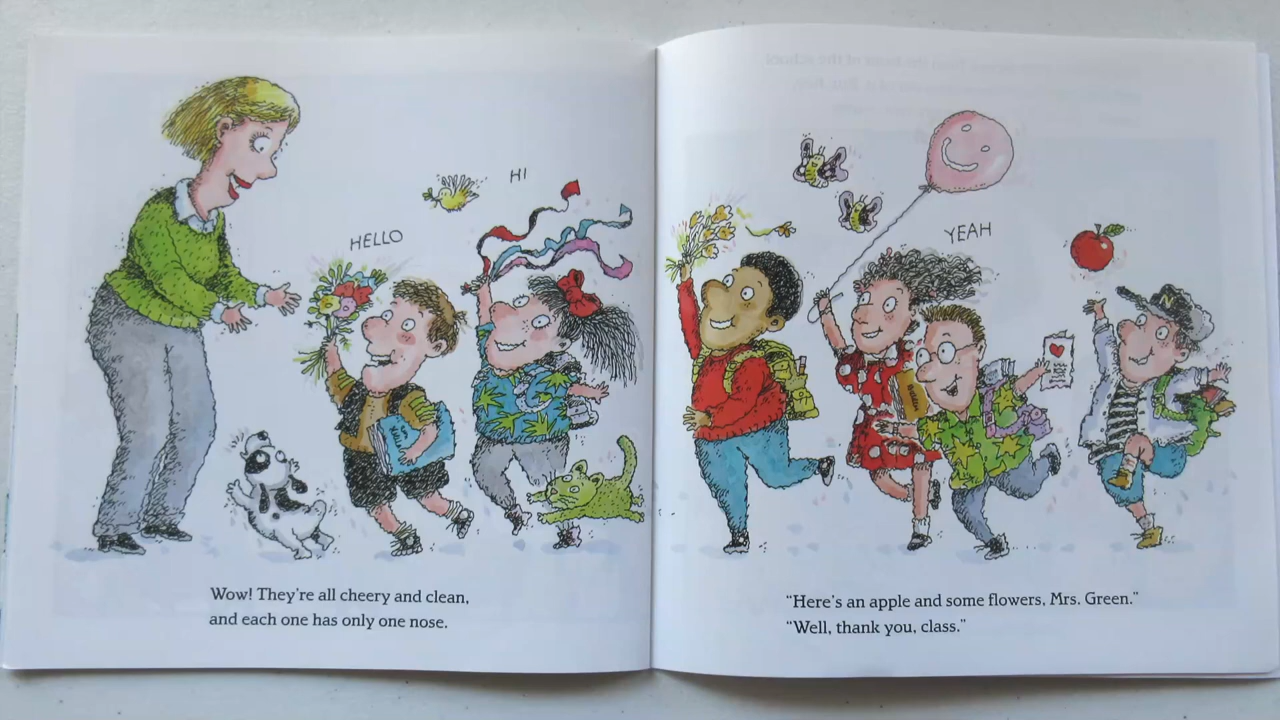 HELLO
HI
Wow! They're all cheery and clean,
and each one has only one nose.
YEAH
"Here's an apple and some flowers, Mrs. Green."
"Well, thank you, class."